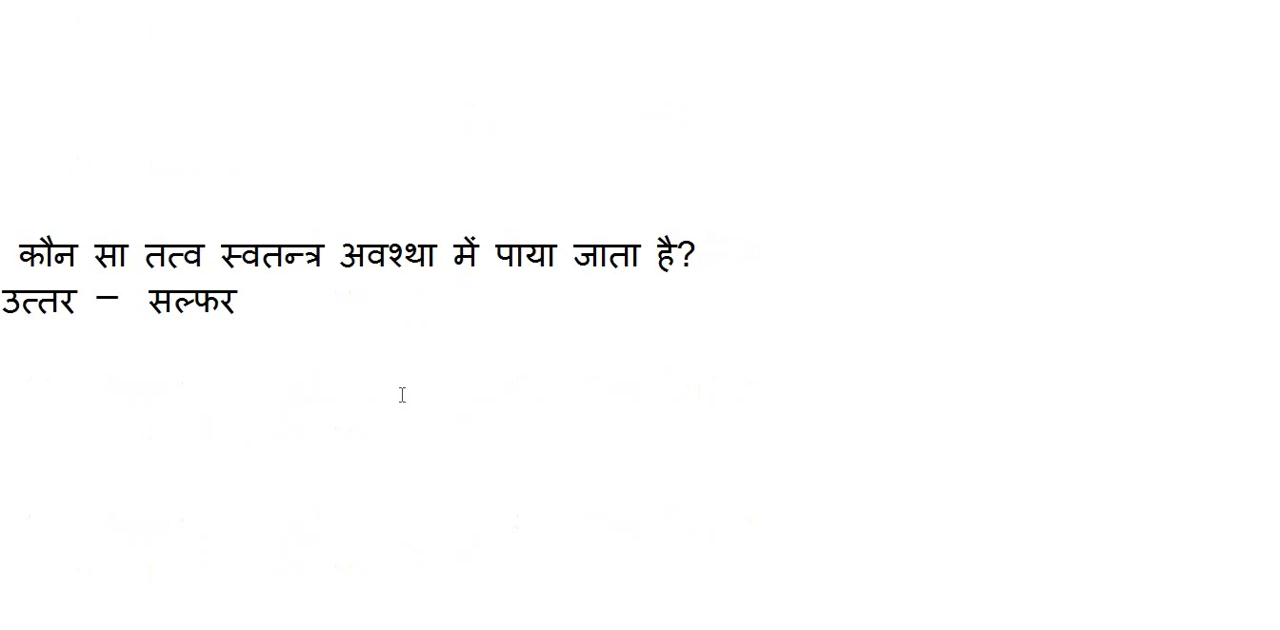 कौन सा तत्व स्वतन्त्र अवश्था में पाया जाता है?
उत्तर – सल्फर